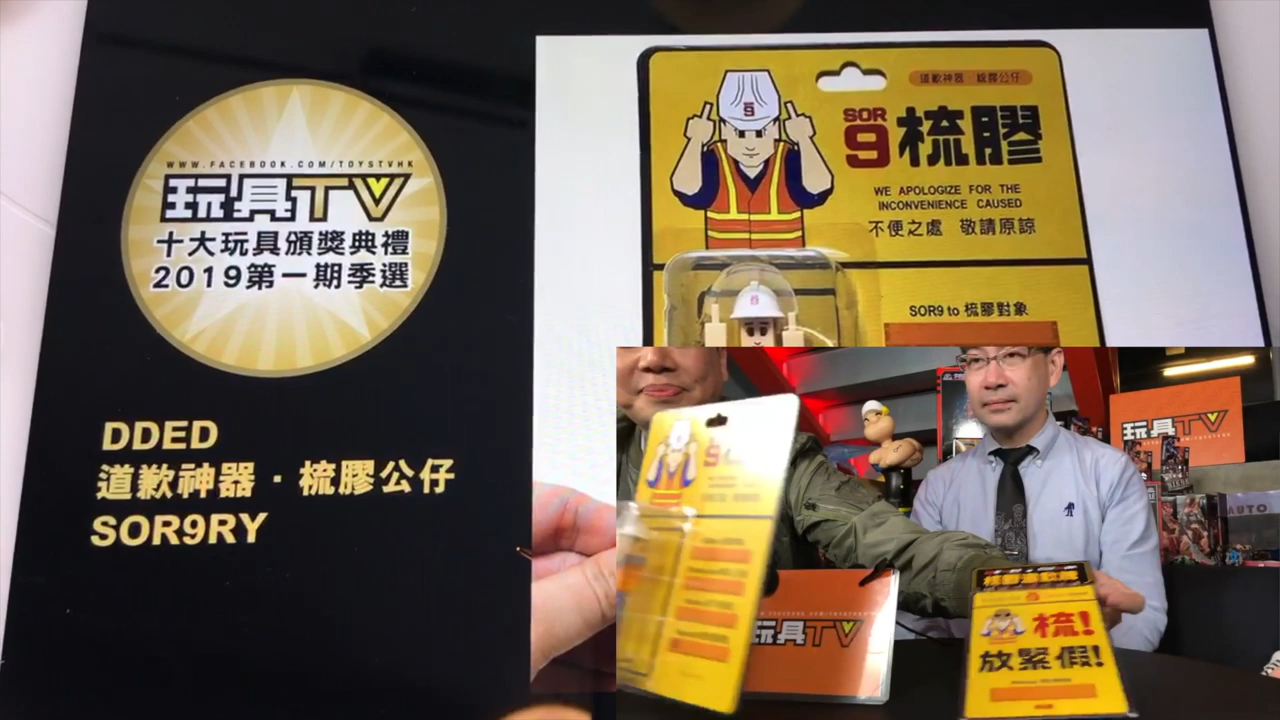 WWW.FACEBOOK.COM/TOYSTVHK
玩具TV
十大玩具頒獎典禮
2019第一期季選
DDED
道歉神器·梳膠公仔
SOR9RY
道歉神器·梳膠公仔
SOR
9梳膠
WE APOLOGIZE FOR THE
INCONVENIENCE CAUSED
不便之處 敬請原諒
SOR9 to 梳膠對象
玩具TV
玩具TV
AUTO
梳!
放緊假!